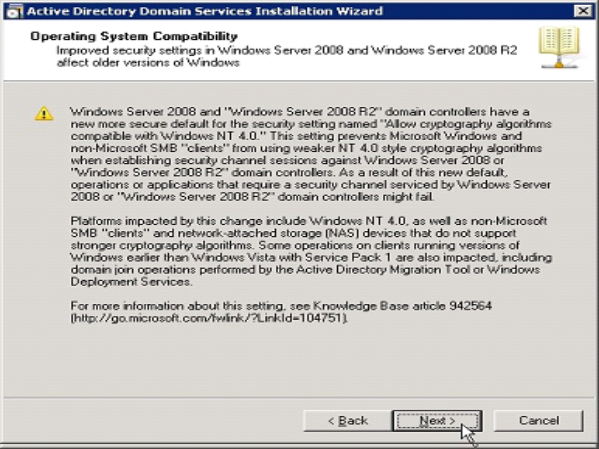 Active Directory Domain Services Installation Wizard
Operating System Compatibility
Improved security settings in Windows Server 2008 and Windows Server 2008 R2
affect older versions of Windows
Windows Server 2008 and "Windows Server 2008 R2" domain controllers have a
new more secure default for the security setting named "Allow cryptography algorithms
compatible with Windows NT 4.0." This setting prevents Microsoft Windows and
non-Microsoft SMB "clients" from using weaker NT 4.0 style cryptography algorithms
when establishing security channel sessions against Windows Server 2008 or
"Windows Server 2008 R2" domain controllers. As a result of this new default,
operations or applications that require a security channel serviced by Windows Server
2008 or "Windows Server 2008 R2" domain controllers might fail.
Platforms impacted by this change include Windows NT 4.0, as well as non-Microsoft
SMB "clients" and network-attached storage (NAS) devices that do not support
stronger cryptography algorithms. Some operations on clients running versions of
Windows earlier than Windows Vista with Service Pack 1 are also impacted, including
domain join operations performed by the Active Directory Migration Tool or Windows
Deployment Services.
For more information about this setting, see Knowledge Base article 942564
(http://go.microsoft.com/fwlink/?LinkId=104751).
< Back Next > Cancel